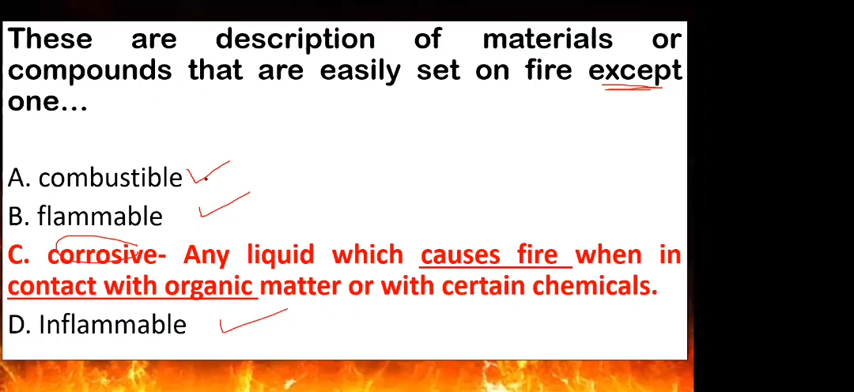 These are description of materials or
compounds that are easily set on fire except
one...
A. combustible
B. flammable
C. corrosive- Any liquid which causes fire when in
contact with organic matter or with certain chemicals.
D. Inflammable